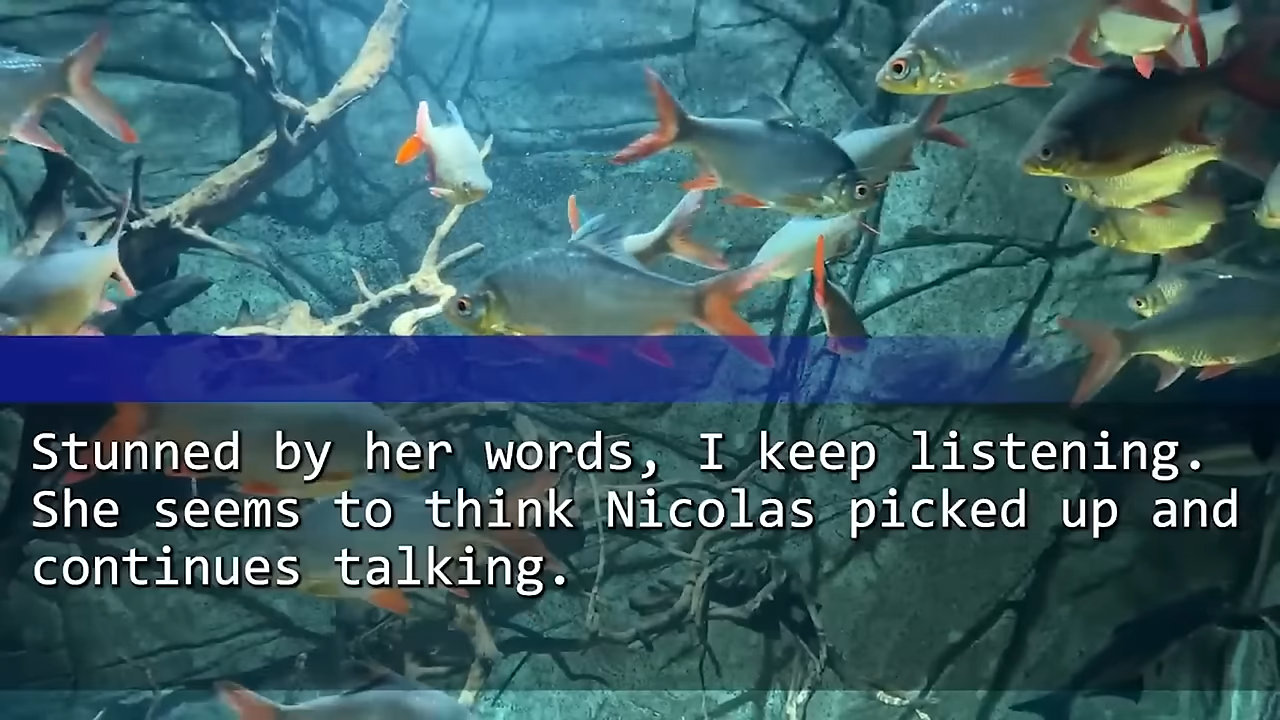 Stunned by her words, I keep listening.
She seems to think Nicolas picked up and
continues talking.